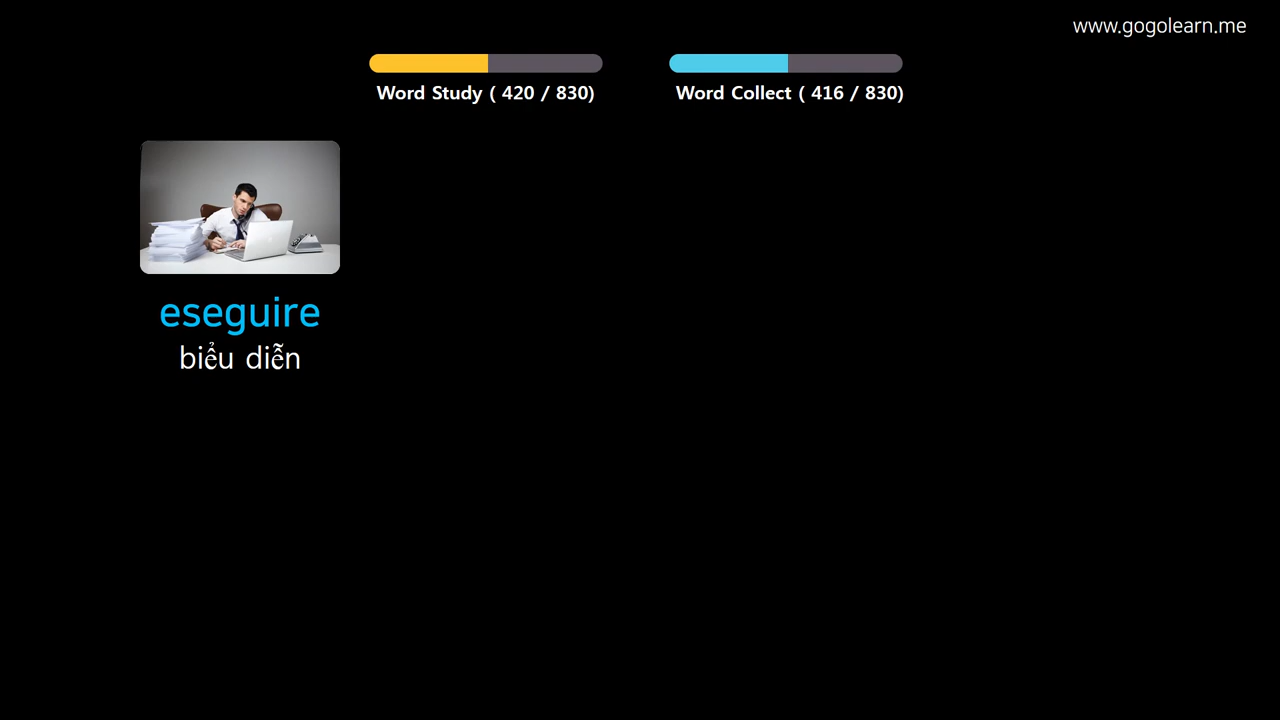 www.gogolearn.me
Word Study ( 420 / 830)
Word Collect ( 416 / 830)
eseguire
biểu diễn